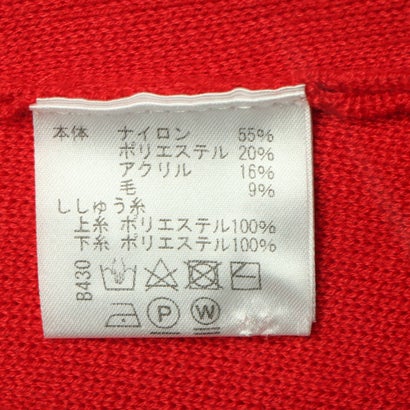 本体 ナイロン 55%
ポリエステル 20%
アクリル 16%
毛 9%
ししゅう糸
上糸 ポリエステル100%
下糸 ポリエステル100%
B430
P W